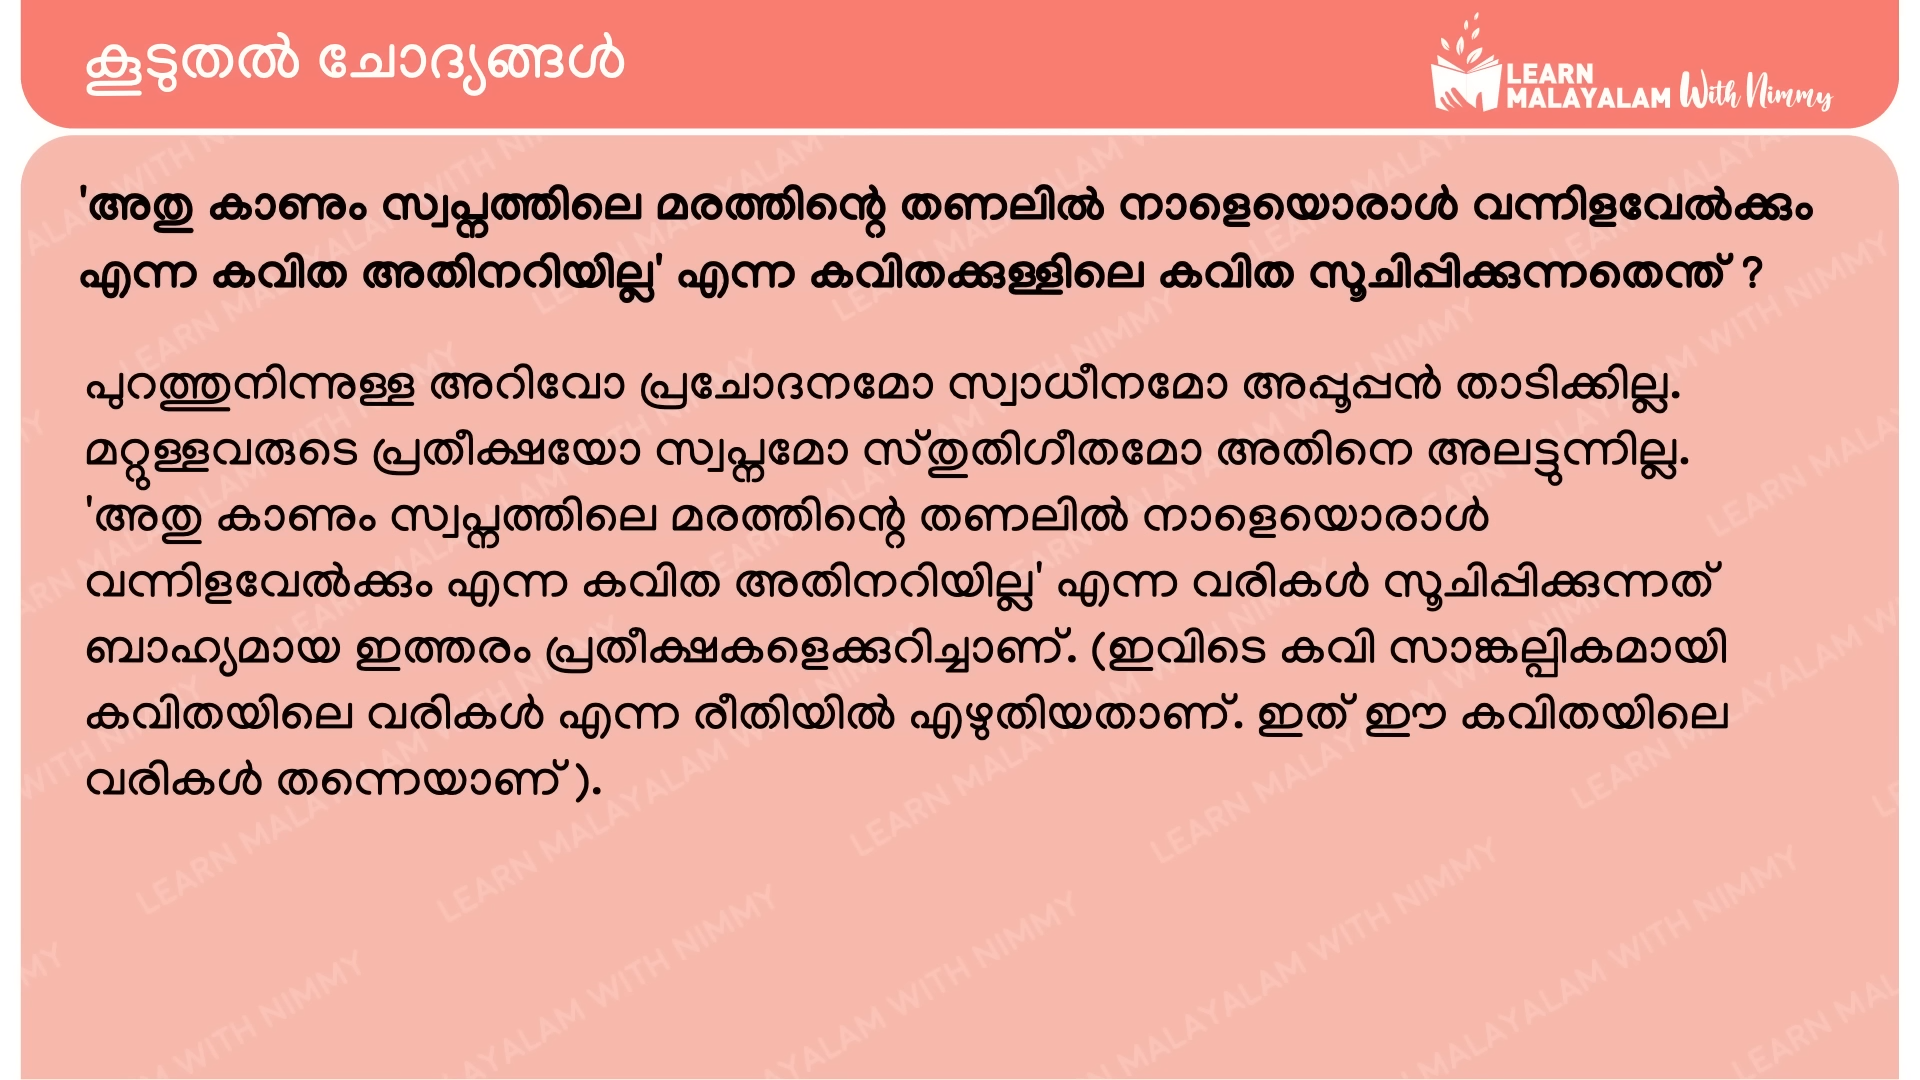 കൂടുതൽ ചോദ്യങ്ങൾ
LEARN
MALAYALAM With Nimmy
'അതു കാണും സ്വപ്നത്തിലെ മരത്തിന്റെ തണലിൽ നാളെയൊരാൾ വന്നിളവേൽക്കും
എന്ന കവിത അതിനറിയില്ല' എന്ന കവിതക്കുള്ളിലെ കവിത സൂചിപ്പിക്കുന്നതെന്ത് ?
പുറത്തുനിന്നുള്ള അറിവോ പ്രചോദനമോ സ്വാധീനമോ അപ്പൂപ്പൻ താടിക്കില്ല.
മറ്റുള്ളവരുടെ പ്രതീക്ഷയോ സ്വപ്നമോ സ്തുതിഗീതമോ അതിനെ അലട്ടുന്നില്ല.
'അതു കാണും സ്വപ്നത്തിലെ മരത്തിന്റെ തണലിൽ നാളെയൊരാൾ
വന്നിളവേൽക്കും എന്ന കവിത അതിനറിയില്ല' എന്ന വരികൾ സൂചിപ്പിക്കുന്നത്
ബാഹ്യമായ ഇത്തരം പ്രതീക്ഷകളെക്കുറിച്ചാണ്. (ഇവിടെ കവി സാങ്കല്പികമായി
കവിതയിലെ വരികൾ എന്ന രീതിയിൽ എഴുതിയതാണ്. ഇത് ഈ കവിതയിലെ
വരികൾ തന്നെയാണ് ).